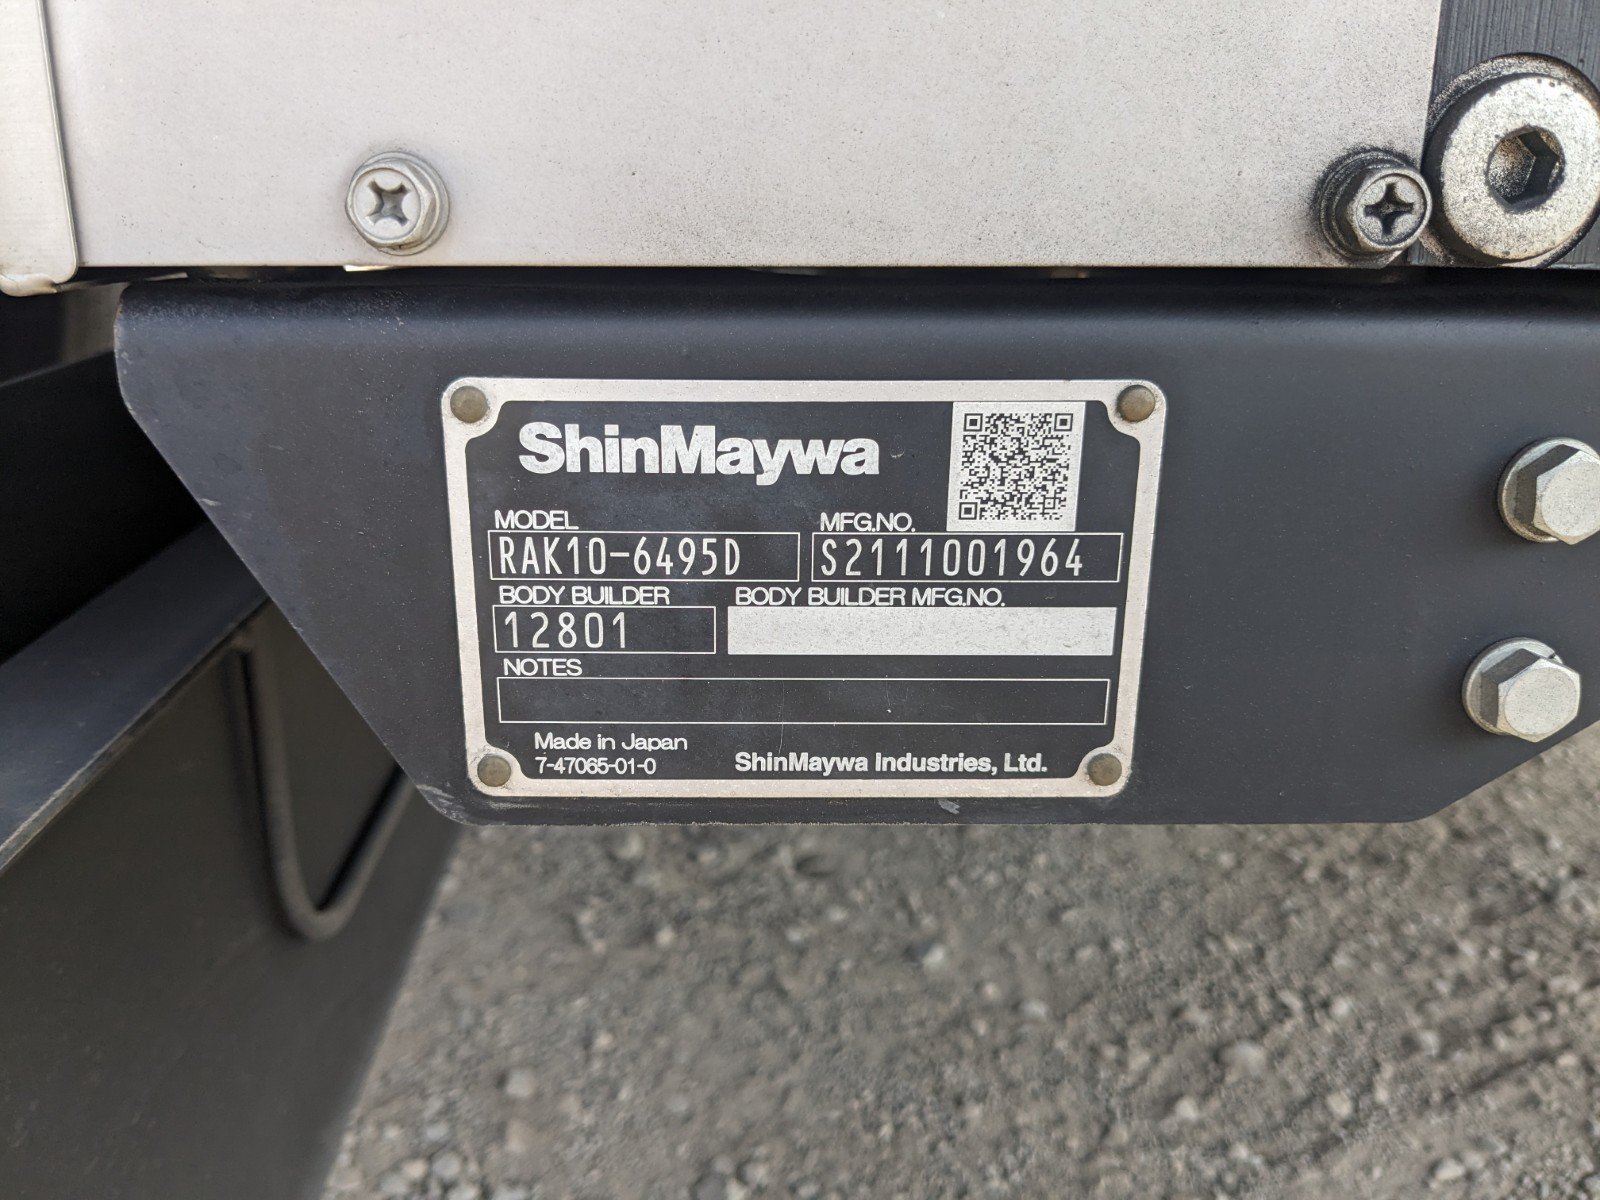 ShinMaywa
MODEL MFG.NO.
RAK10-6495D S2111001964
BODY BUILDER BODY BUILDER MFG.NO.
12801
NOTES
Made in Japan
7-47065-01-0 ShinMaywa Industries, Ltd.